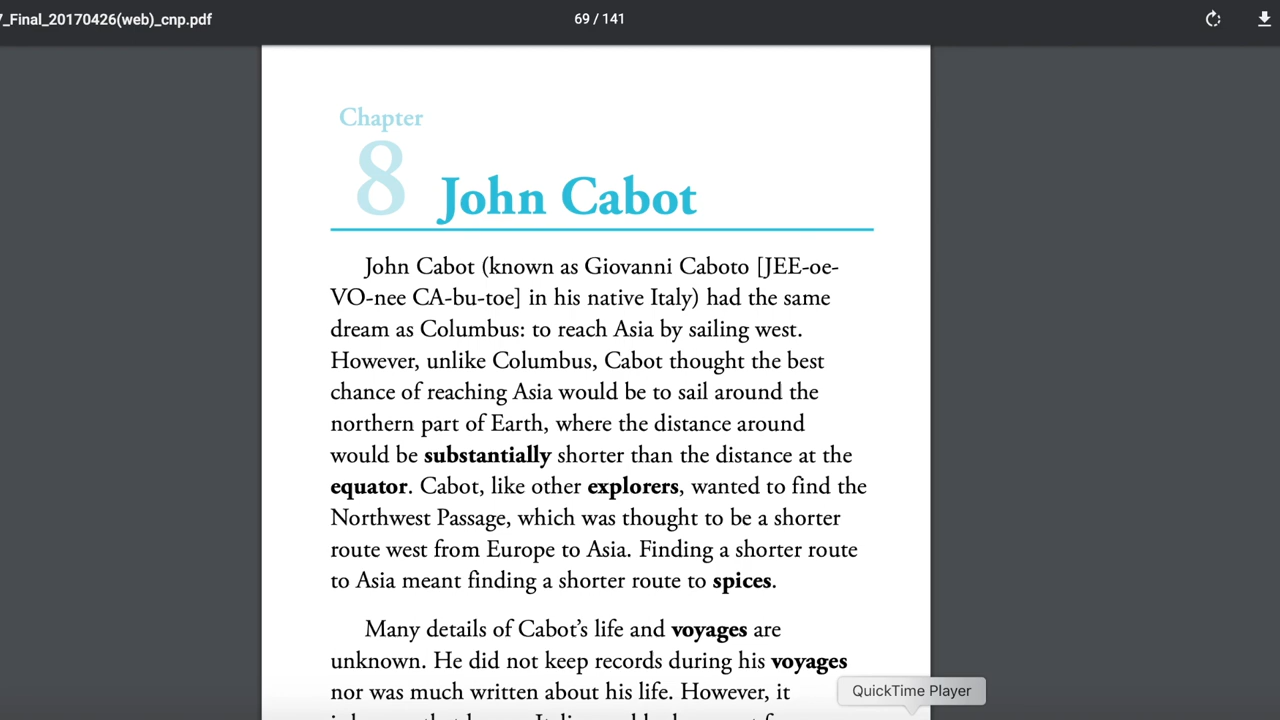 7_Final_20170426(web)_cnp.pdf
69 / 141
Chapter
8 John Cabot
John Cabot (known as Giovanni Caboto [JEE-oe-
VO-nee CA-bu-toe] in his native Italy) had the same
dream as Columbus: to reach Asia by sailing west.
However, unlike Columbus, Cabot thought the best
chance of reaching Asia would be to sail around the
northern part of Earth, where the distance around
would be substantially shorter than the distance at the
equator. Cabot, like other explorers, wanted to find the
Northwest Passage, which was thought to be a shorter
route west from Europe to Asia. Finding a shorter route
to Asia meant finding a shorter route to spices.
Many details of Cabot’s life and voyages are
unknown. He did not keep records during his voyages
nor was much written about his life. However, it
QuickTime Player